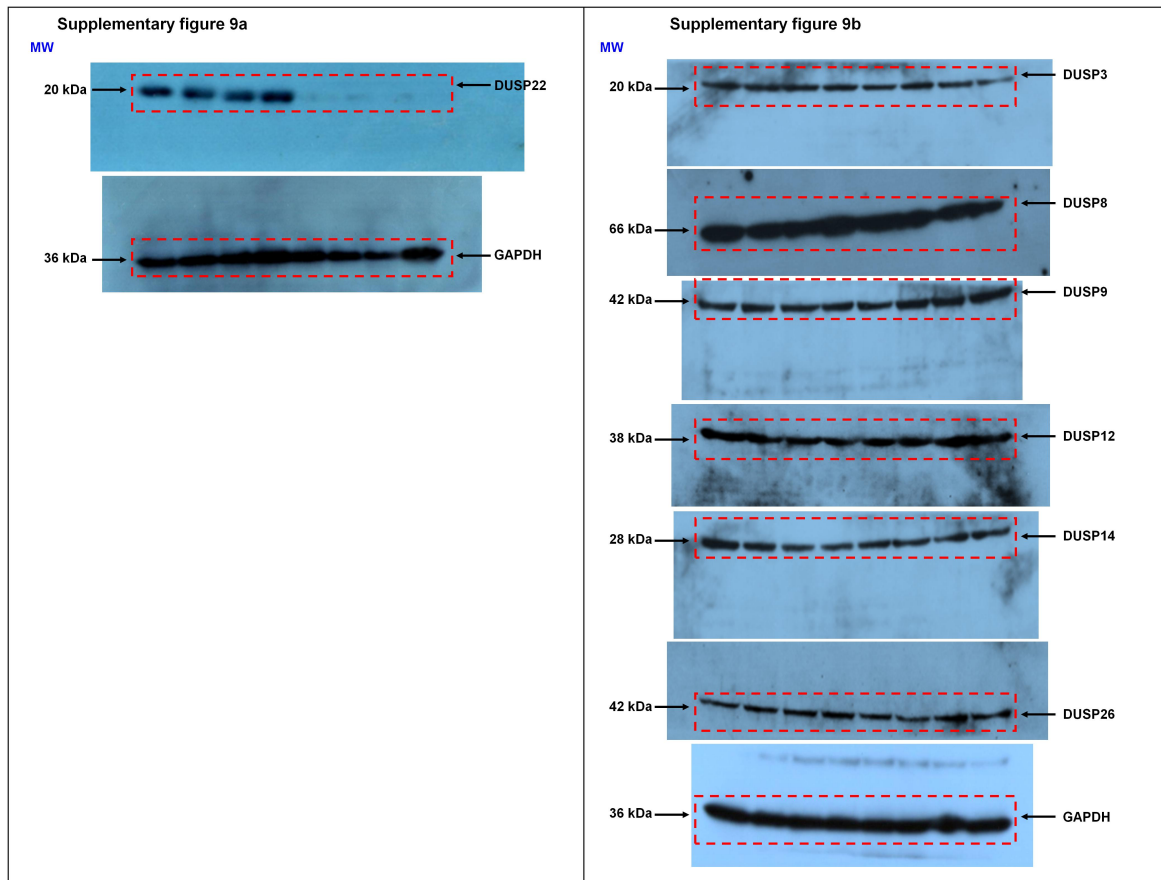 Supplementary figure 9a
MW
20 kDa
DUSP22
36 kDa
GAPDH
Supplementary figure 9b
MW
20 kDa
DUSP3
66 kDa
DUSP8
42 kDa
DUSP9
38 kDa
DUSP12
28 kDa
DUSP14
42 kDa
DUSP26
36 kDa
GAPDH